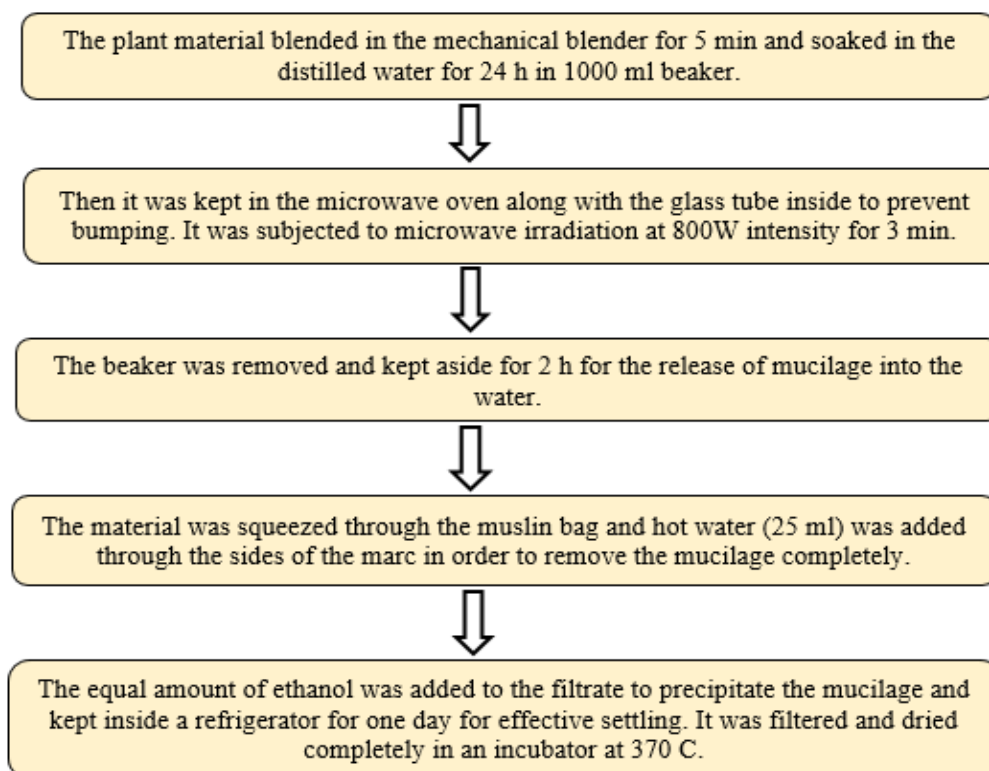 The plant material blended in the mechanical blender for 5 min and soaked in the
distilled water for 24 h in 1000 ml beaker.
Then it was kept in the microwave oven along with the glass tube inside to prevent
bumping. It was subjected to microwave irradiation at 800W intensity for 3 min.
The beaker was removed and kept aside for 2 h for the release of mucilage into the
water.
The material was squeezed through the muslin bag and hot water (25 ml) was added
through the sides of the marc in order to remove the mucilage completely.
The equal amount of ethanol was added to the filtrate to precipitate the mucilage and
kept inside a refrigerator for one day for effective settling. It was filtered and dried
completely in an incubator at 370 C.